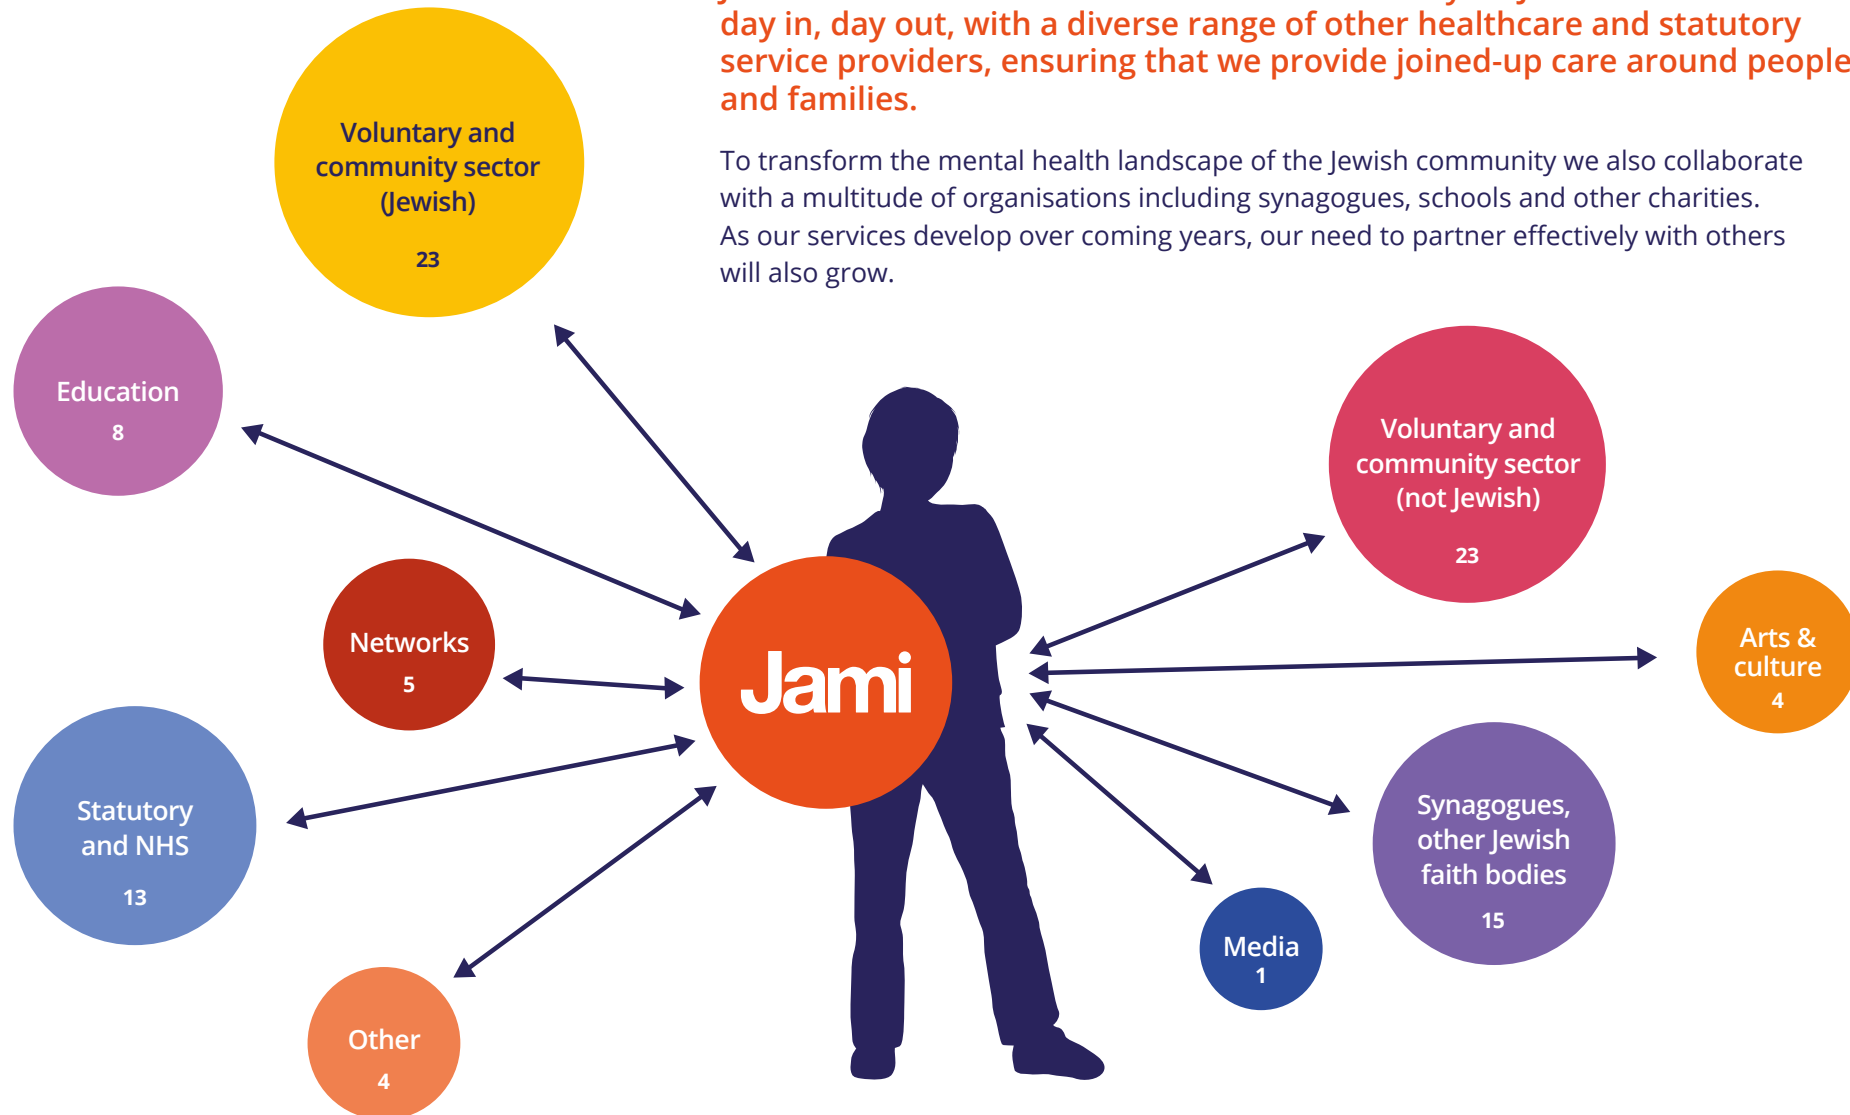 day in, day out, with a diverse range of other healthcare and statutory
service providers, ensuring that we provide joined-up care around people
and families.
To transform the mental health landscape of the Jewish community we also collaborate
with a multitude of organisations including synagogues, schools and other charities.
As our services develop over coming years, our need to partner effectively with others
will also grow.
Voluntary and
community sector
(Jewish)
23
Education
8
Networks
5
Statutory
and NHS
13
Other
4
Jami
Voluntary and
community sector
(not Jewish)
23
Arts &
culture
4
Synagogues,
other Jewish
faith bodies
15
Media
1